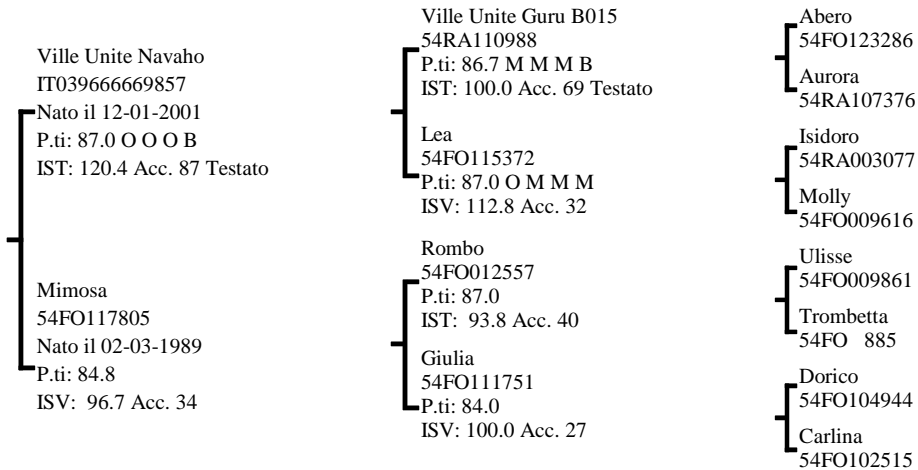 Ville Unite Navaho
IT039666669857
Nato il 12-01-2001
P.ti: 87.0 O O O B
IST: 120.4 Acc. 87 Testato
Mimosa
54FO117805
Nato il 02-03-1989
P.ti: 84.8
ISV: 96.7 Acc. 34
Ville Unite Guru B015
54RA110988
P.ti: 86.7 M M M B
IST: 100.0 Acc. 69 Testato
Lea
54FO115372
P.ti: 87.0 O M M M
ISV: 112.8 Acc. 32
Rombo
54FO012557
P.ti: 87.0
IST: 93.8 Acc. 40
Giulia
54FO111751
P.ti: 84.0
ISV: 100.0 Acc. 27
Abero
54FO123286
Aurora
54RA107376
Isidoro
54RA003077
Molly
54FO009616
Ulisse
54FO009861
Trombetta
54FO 885
Dorico
54FO104944
Carlina
54FO102515